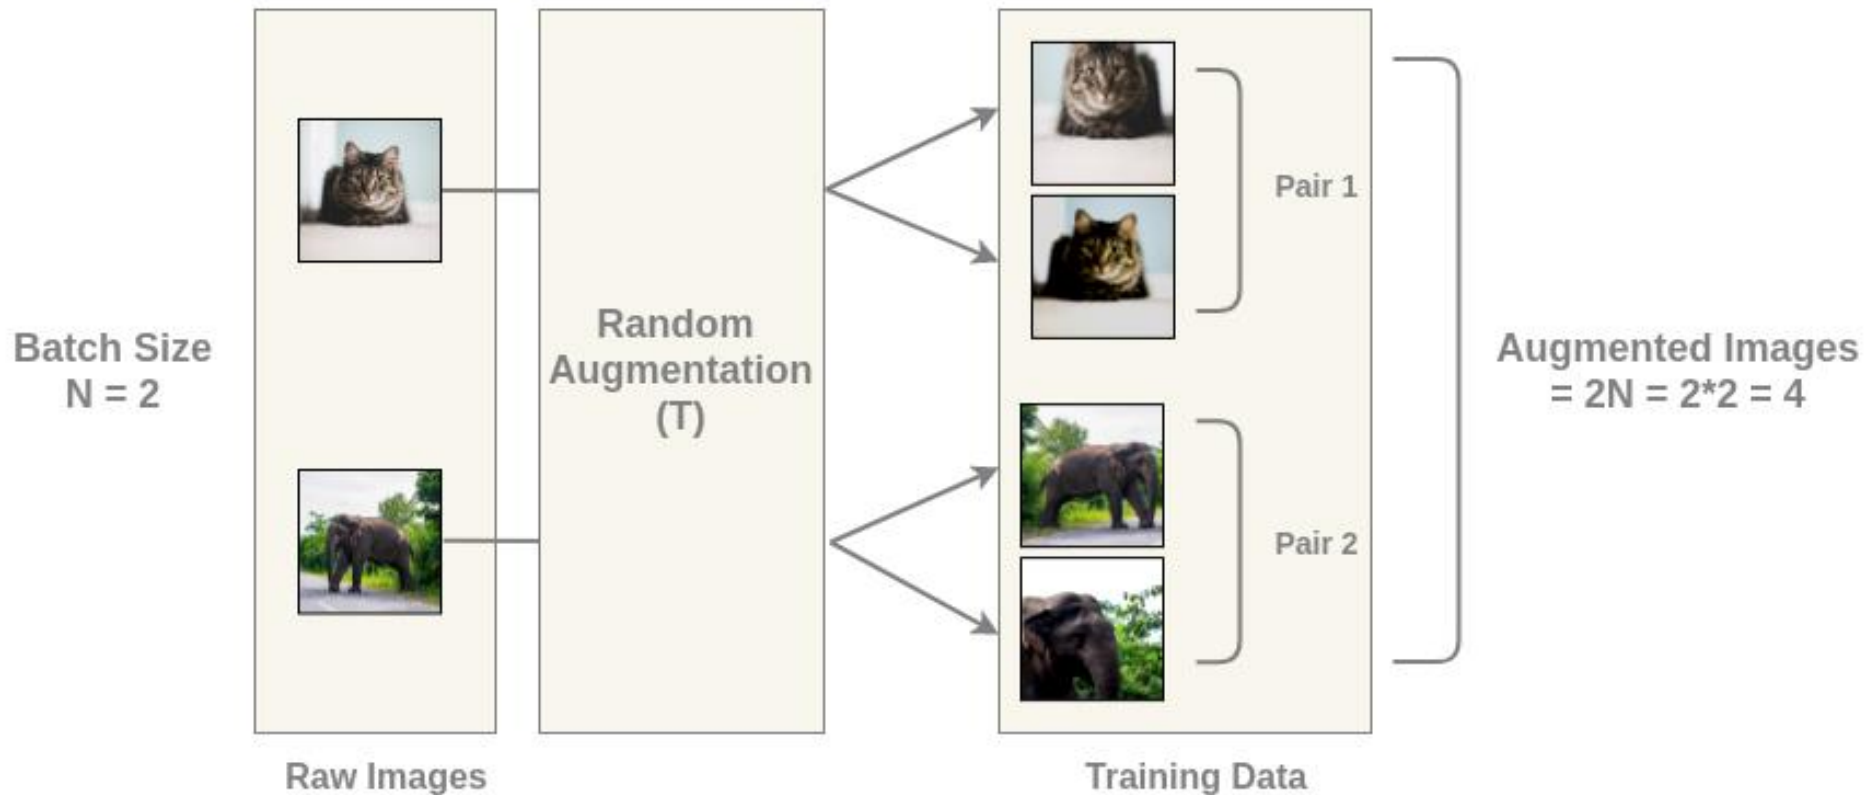 Batch Size
N = 2
Random
Augmentation
(T)
Pair 1
Pair 2
Augmented Images
= 2N = 2*2 = 4
Raw Images
Training Data